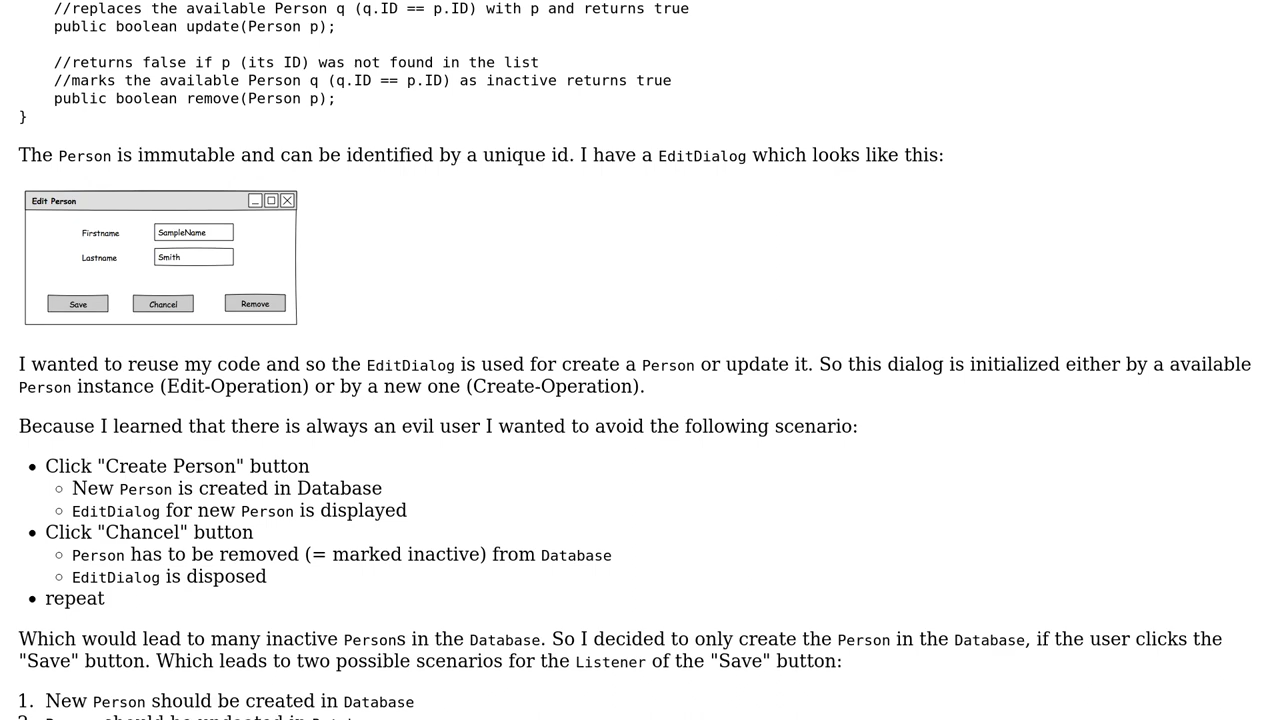 //replaces the available Person q (q.ID == p.ID) with p and returns true
public boolean update(Person p);
//returns false if p (its ID) was not found in the list
//marks the available Person q (q.ID == p.ID) as inactive returns true
public boolean remove(Person p);
}
The Person is immutable and can be identified by a unique id. I have a EditDialog which looks like this:
Edit Person
Firstname SampleName
Lastname Smith
Save Chancel Remove
I wanted to reuse my code and so the EditDialog is used for create a Person or update it. So this dialog is initialized either by a available
Person instance (Edit-Operation) or by a new one (Create-Operation).
Because I learned that there is always an evil user I wanted to avoid the following scenario:
• Click "Create Person" button
◦ New Person is created in Database
◦ EditDialog for new Person is displayed
• Click "Chancel" button
◦ Person has to be removed (= marked inactive) from Database
◦ EditDialog is disposed
• repeat
Which would lead to many inactive Persons in the Database. So I decided to only create the Person in the Database, if the user clicks the
"Save" button. Which leads to two possible scenarios for the Listener of the "Save" button:
1. New Person should be created in Database